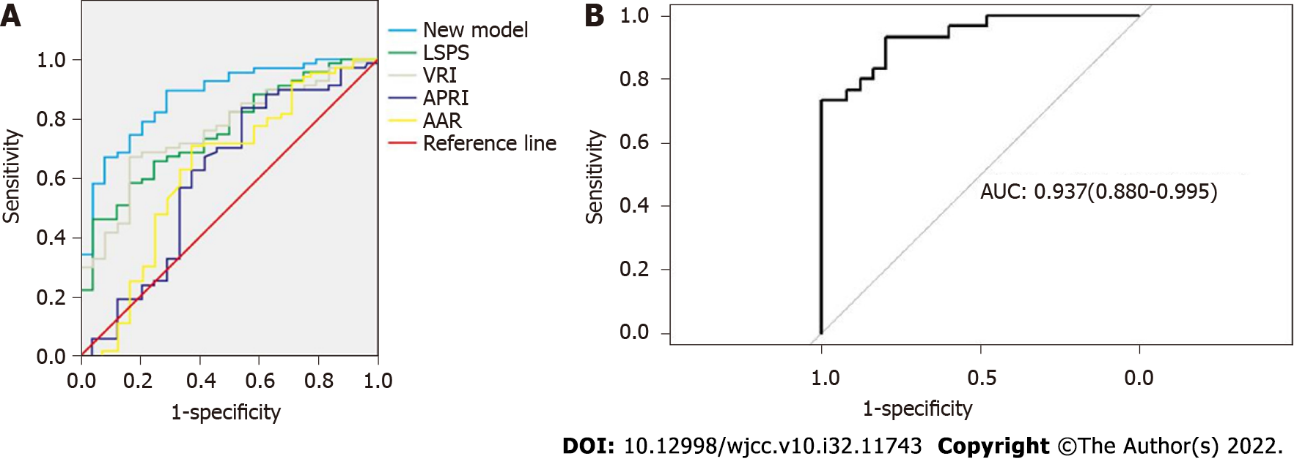 A
New model
LSPS
VRI
APRI
AAR
Reference line
1.0
0.8
0.6
0.4
0.2
0.0
Sensitivity
0.0 0.2 0.4 0.6 0.8 1.0
1-specificity
B
1.0
0.8
0.6
0.4
0.2
0.0
Sensitivity
AUC: 0.937(0.880-0.995)
1.0 0.5 0.0
1-specificity
DOI: 10.12998/wjcc.v10.i32.11743 Copyright ©The Author(s) 2022.